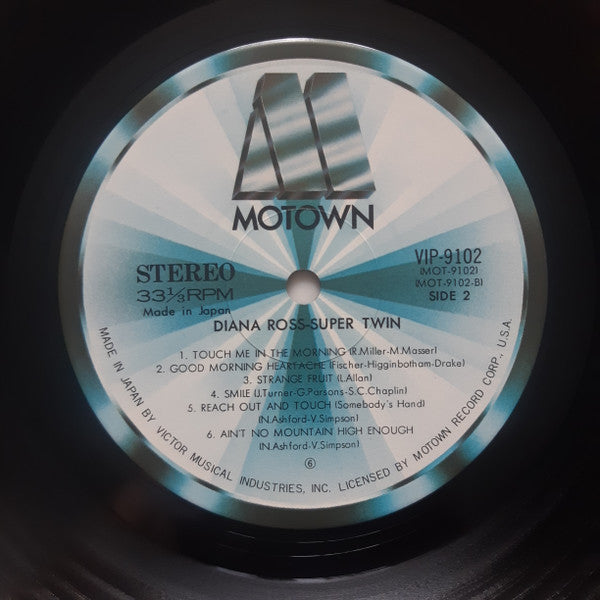 MOTOWN
STEREO
33⅓RPM
Made in Japan
VIP-9102
(MOT-9102)
(MOT-9102-B)
SIDE 2
DIANA ROSS-SUPER TWIN
1. TOUCH ME IN THE MORNING (R.Miller-M.Masser)
2. GOOD MORNING HEARTACHE (Fischer-Higginbotham-Drake)
3. STRANGE FRUIT (L.Allan)
4. SMILE (J.Turner-G.Parsons-S.C.Chaplin)
5. REACH OUT AND TOUCH (Somebody's Hand)
(N.Ashford-V.Simpson)
6. AIN'T NO MOUNTAIN HIGH ENOUGH
(N.Ashford-V.Simpson)
⑥
MADE IN JAPAN BY VICTOR MUSICAL INDUSTRIES, INC. LICENSED BY MOTOWN RECORD CORP., U.S.A.